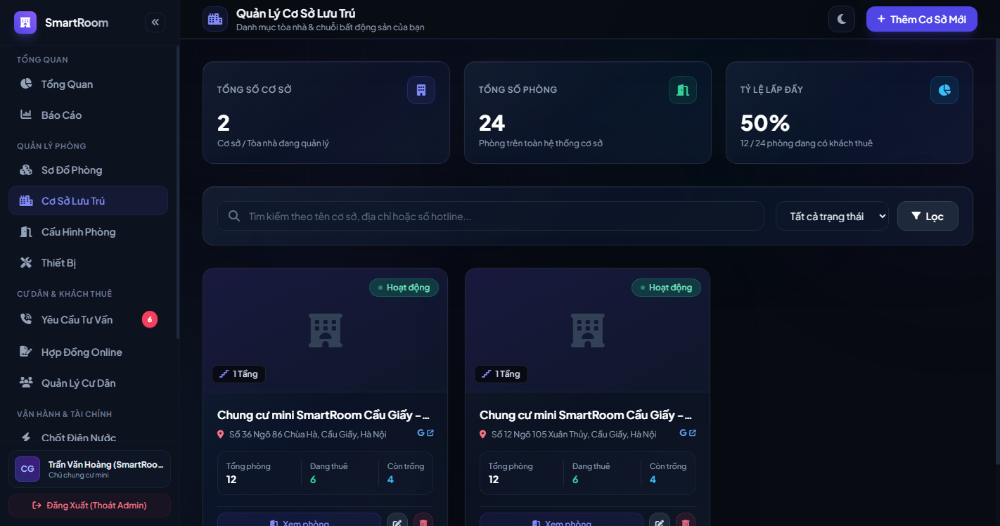 SmartRoom
TỔNG QUAN
Tổng Quan
Báo Cáo
QUẢN LÝ PHÒNG
Sơ Đồ Phòng
Cơ Sở Lưu Trú
Cấu Hình Phòng
Thiết Bị
CƯ DÂN & KHÁCH THUÊ
Yêu Cầu Tư Vấn
6
Hợp Đồng Online
Quản Lý Cư Dân
VẬN HÀNH & TÀI CHÍNH
Chốt Điện Nước
CG
Trần Văn Hoàng (SmartRoo...
Chủ chung cư mini
Đăng Xuất (Thoát Admin)
Quản Lý Cơ Sở Lưu Trú
Danh mục tòa nhà & chuỗi bất động sản của bạn
+ Thêm Cơ Sở Mới
TỔNG SỐ CƠ SỞ
2
Cơ sở / Tòa nhà đang quản lý
TỔNG SỐ PHÒNG
24
Phòng trên toàn hệ thống cơ sở
TỶ LỆ LẤP ĐẦY
50%
12 / 24 phòng đang có khách thuê
Tìm kiếm theo tên cơ sở, địa chỉ hoặc số hotline...
Tất cả trạng thái
Lọc
Hoạt động
1 Tầng
Chung cư mini SmartRoom Cầu Giấy -...
Số 36 Ngõ 86 Chùa Hà, Cầu Giấy, Hà Nội
G
Tổng phòng
12
Đang thuê
6
Còn trống
4
Xem phòng
Hoạt động
1 Tầng
Chung cư mini SmartRoom Cầu Giấy -...
Số 12 Ngõ 105 Xuân Thủy, Cầu Giấy, Hà Nội
G
Tổng phòng
12
Đang thuê
6
Còn trống
4
Xem phòng